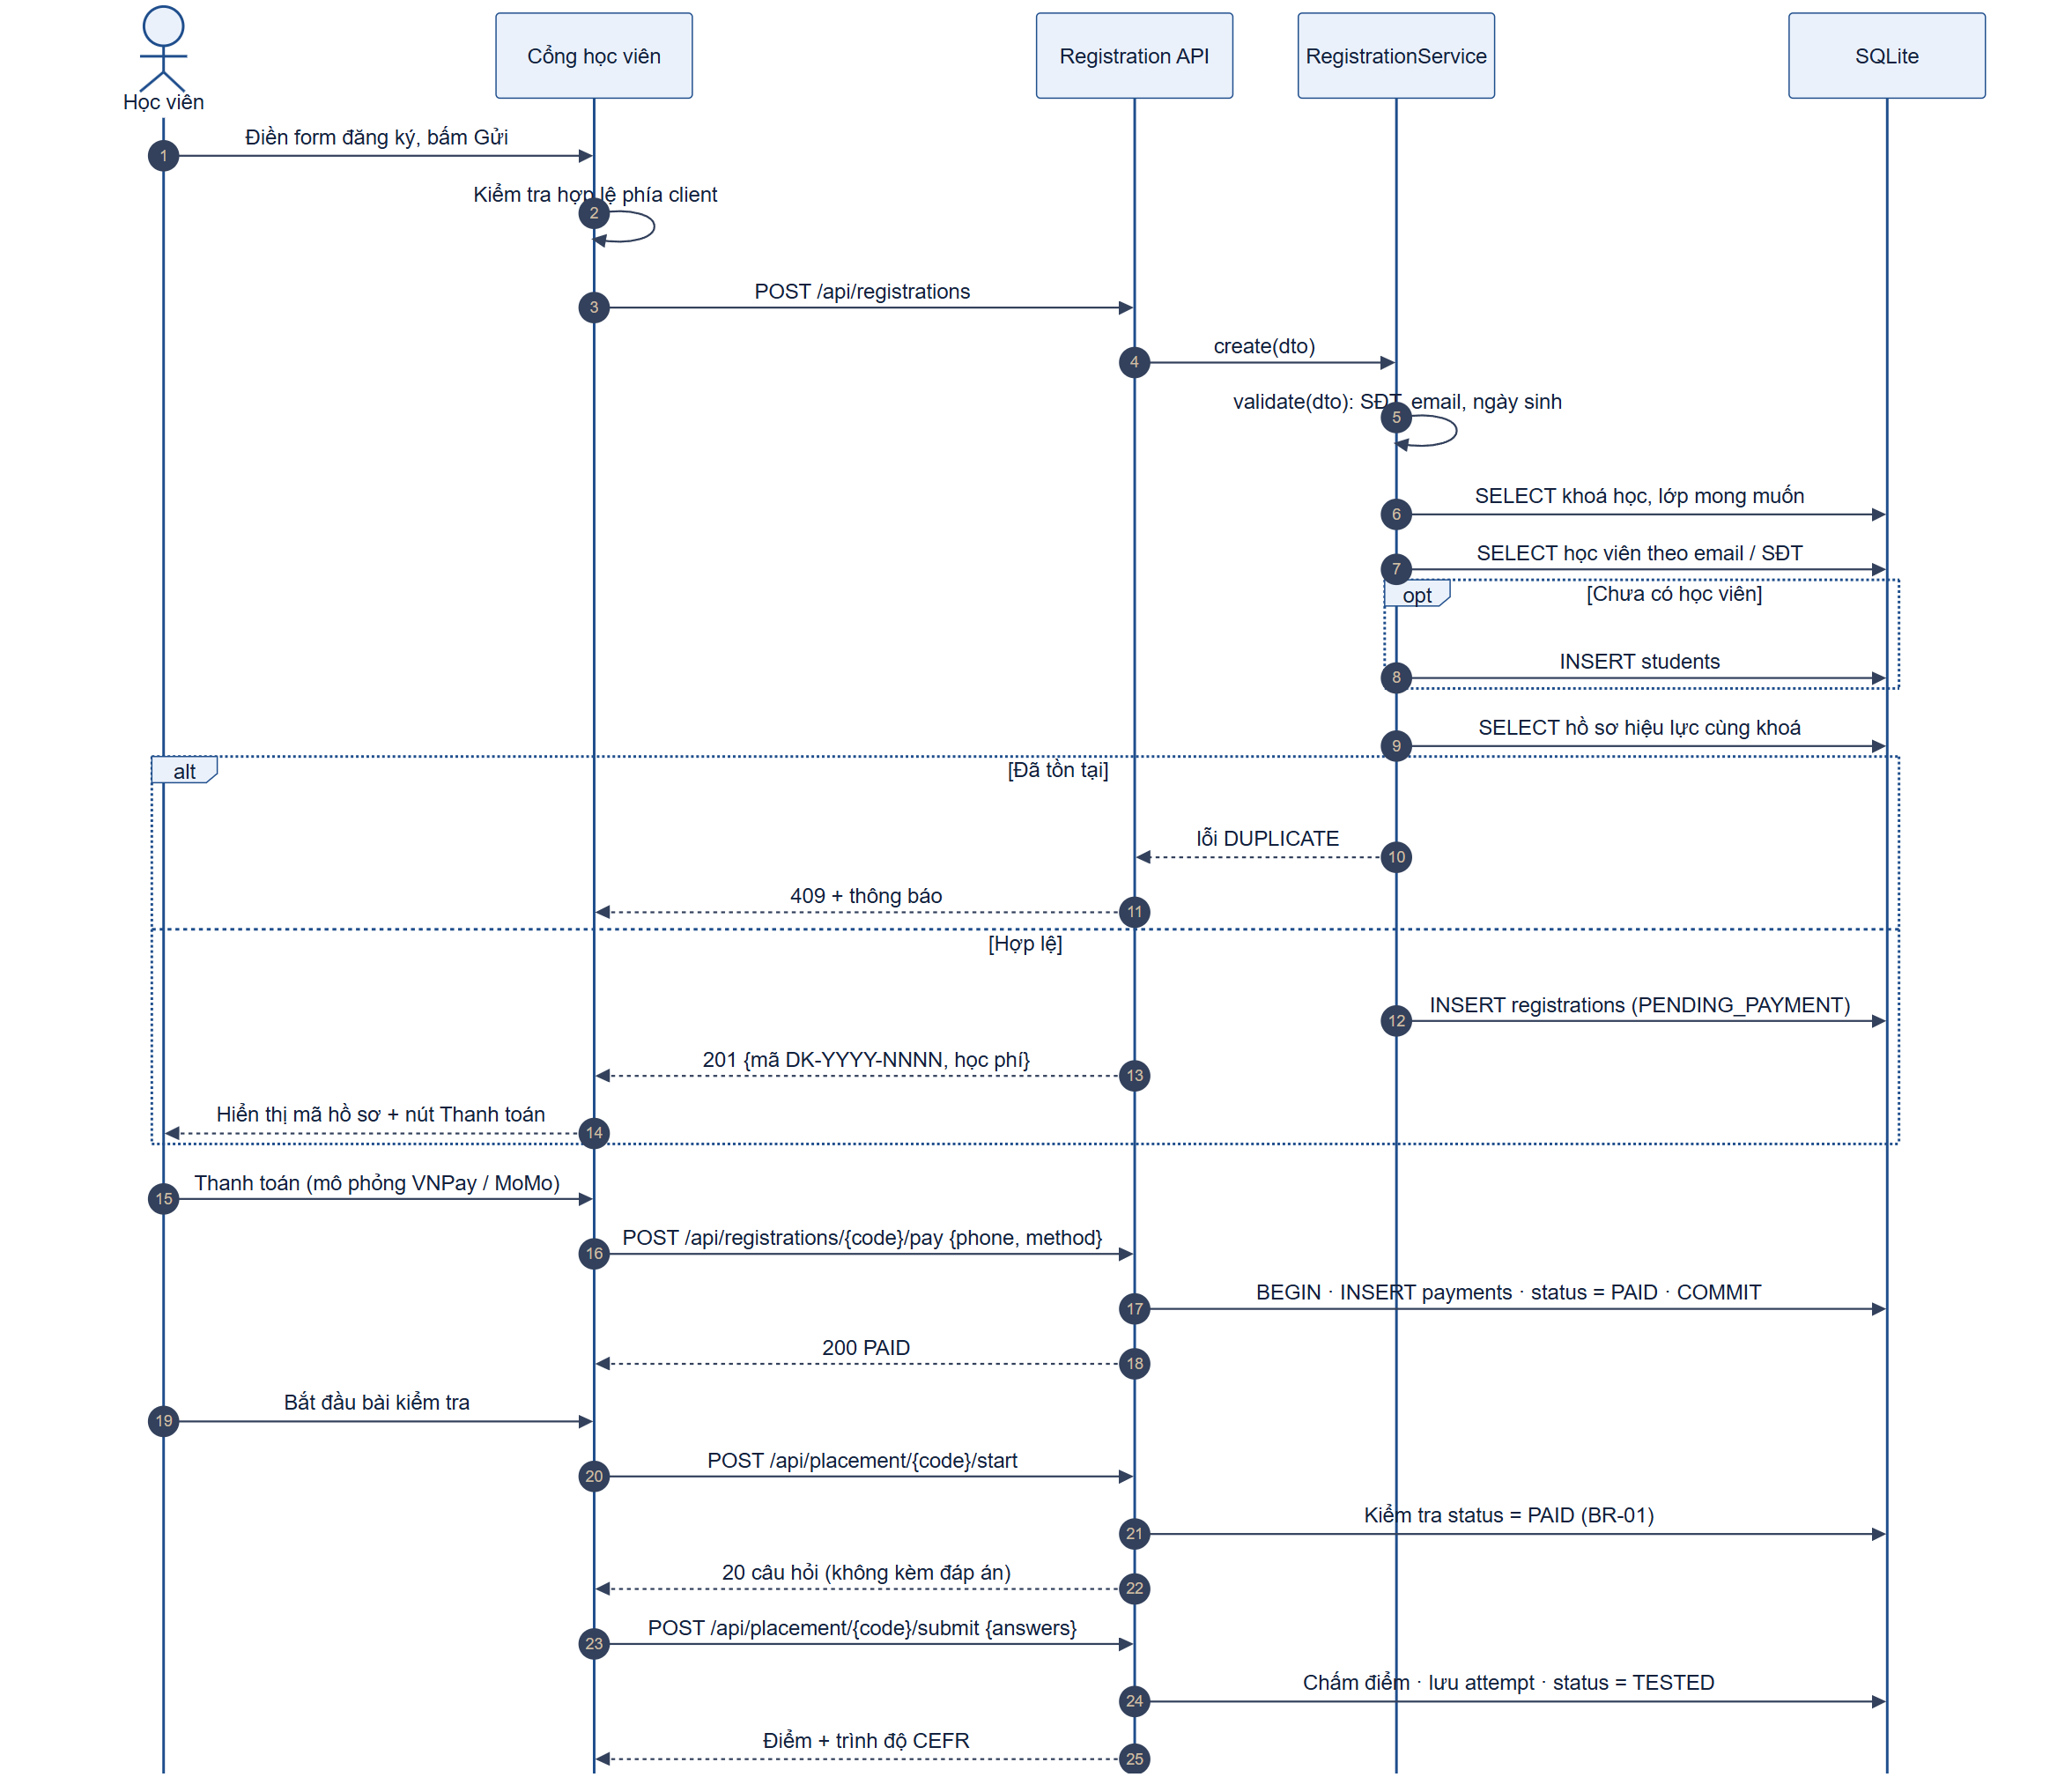 Học viên
Cổng học viên
Registration API
RegistrationService
SQLite
Điền form đăng ký, bấm Gửi
1
Kiểm tra hợp lệ phía client
2
POST /api/registrations
3
create(dto)
4
validate(dto): SĐT, email, ngày sinh
5
SELECT khoá học, lớp mong muốn
6
SELECT học viên theo email / SĐT
7
opt
[Chưa có học viên]
INSERT students
8
SELECT hồ sơ hiệu lực cùng khoá
9
alt
[Đã tồn tại]
lỗi DUPLICATE
10
409 + thông báo
11
[Hợp lệ]
INSERT registrations (PENDING_PAYMENT)
12
201 {mã DK-YYYY-NNNN, học phí}
13
Hiển thị mã hồ sơ + nút Thanh toán
14
Thanh toán (mô phỏng VNPay / MoMo)
15
POST /api/registrations/{code}/pay {phone, method}
16
BEGIN · INSERT payments · status = PAID · COMMIT
17
200 PAID
18
Bắt đầu bài kiểm tra
19
POST /api/placement/{code}/start
20
Kiểm tra status = PAID (BR-01)
21
20 câu hỏi (không kèm đáp án)
22
POST /api/placement/{code}/submit {answers}
23
Chấm điểm · lưu attempt · status = TESTED
24
Điểm + trình độ CEFR
25